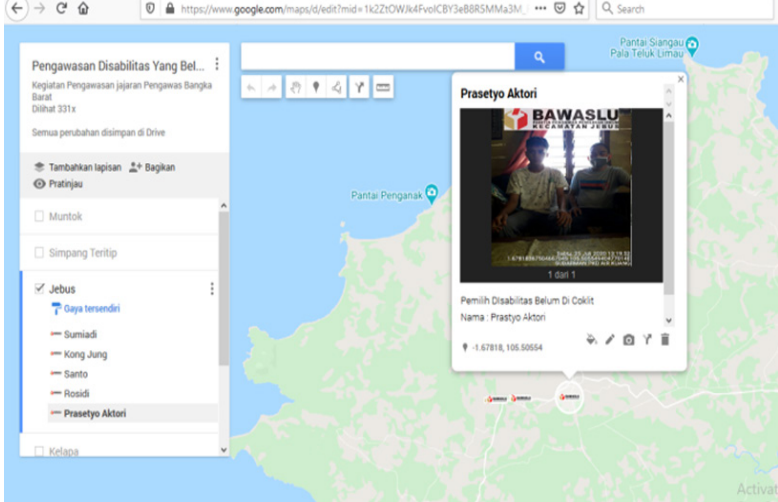 https://www.google.com/maps/d/edit?mid=1k2ZtOWJk4FvolCBY3eB8R5MMa3M_
Search
Pengawasan Disabilitas Yang Bel...
Kegiatan Pengawasan jajaran Pengawas Bangka
Barat
Dilihat 331x
Semua perubahan disimpan di Drive
Tambahkan lapisan
Bagikan
Pratinjau
Muntok
Simpang Teritip
Jebus
Gaya tersendiri
Sumiadi
Kong Jung
Santo
Rosidi
Prasetyo Aktori
Kelapa
Pantai Siangau
Pala Teluk Limau
Pantai Penganak
Prasetyo Aktori
BAWASLU
KECAMATAN JEBUS
1 dari 1
Pemilih DIsabilitas Belum Di Coklit
Nama : Prastyo Aktori
-1.67818, 105.50554
Activat